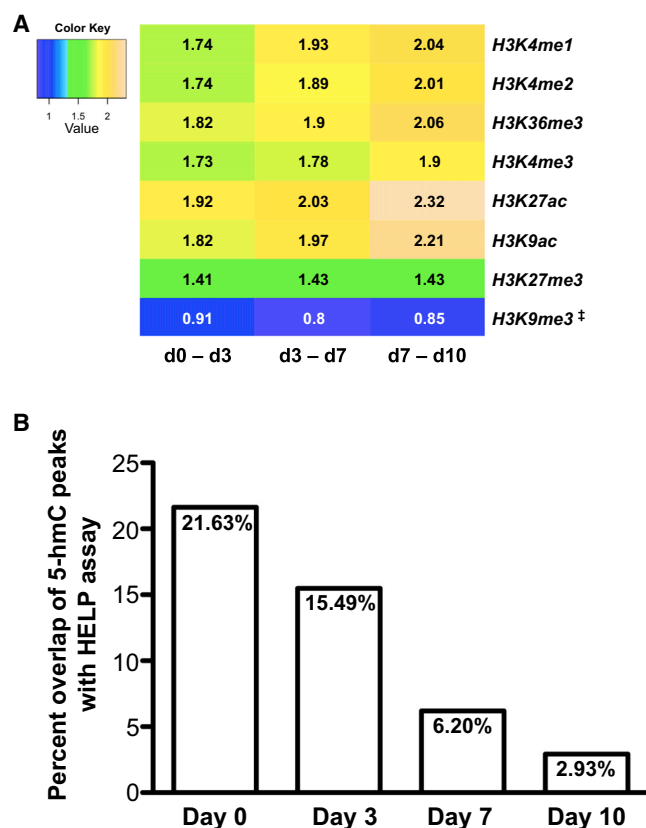 A
Color Key
1 1.5 2
Value
1.74 1.93 2.04 H3K4me1
1.74 1.89 2.01 H3K4me2
1.82 1.9 2.06 H3K36me3
1.73 1.78 1.9 H3K4me3
1.92 2.03 2.32 H3K27ac
1.82 1.97 2.21 H3K9ac
1.41 1.43 1.43 H3K27me3
0.91 0.8 0.85 H3K9me3 ‡
d0 – d3 d3 – d7 d7 – d10
B
Percent overlap of 5-hmC peaks
with HELP assay
25
20
15
10
5
0
21.63%
15.49%
6.20%
2.93%
Day 0 Day 3 Day 7 Day 10